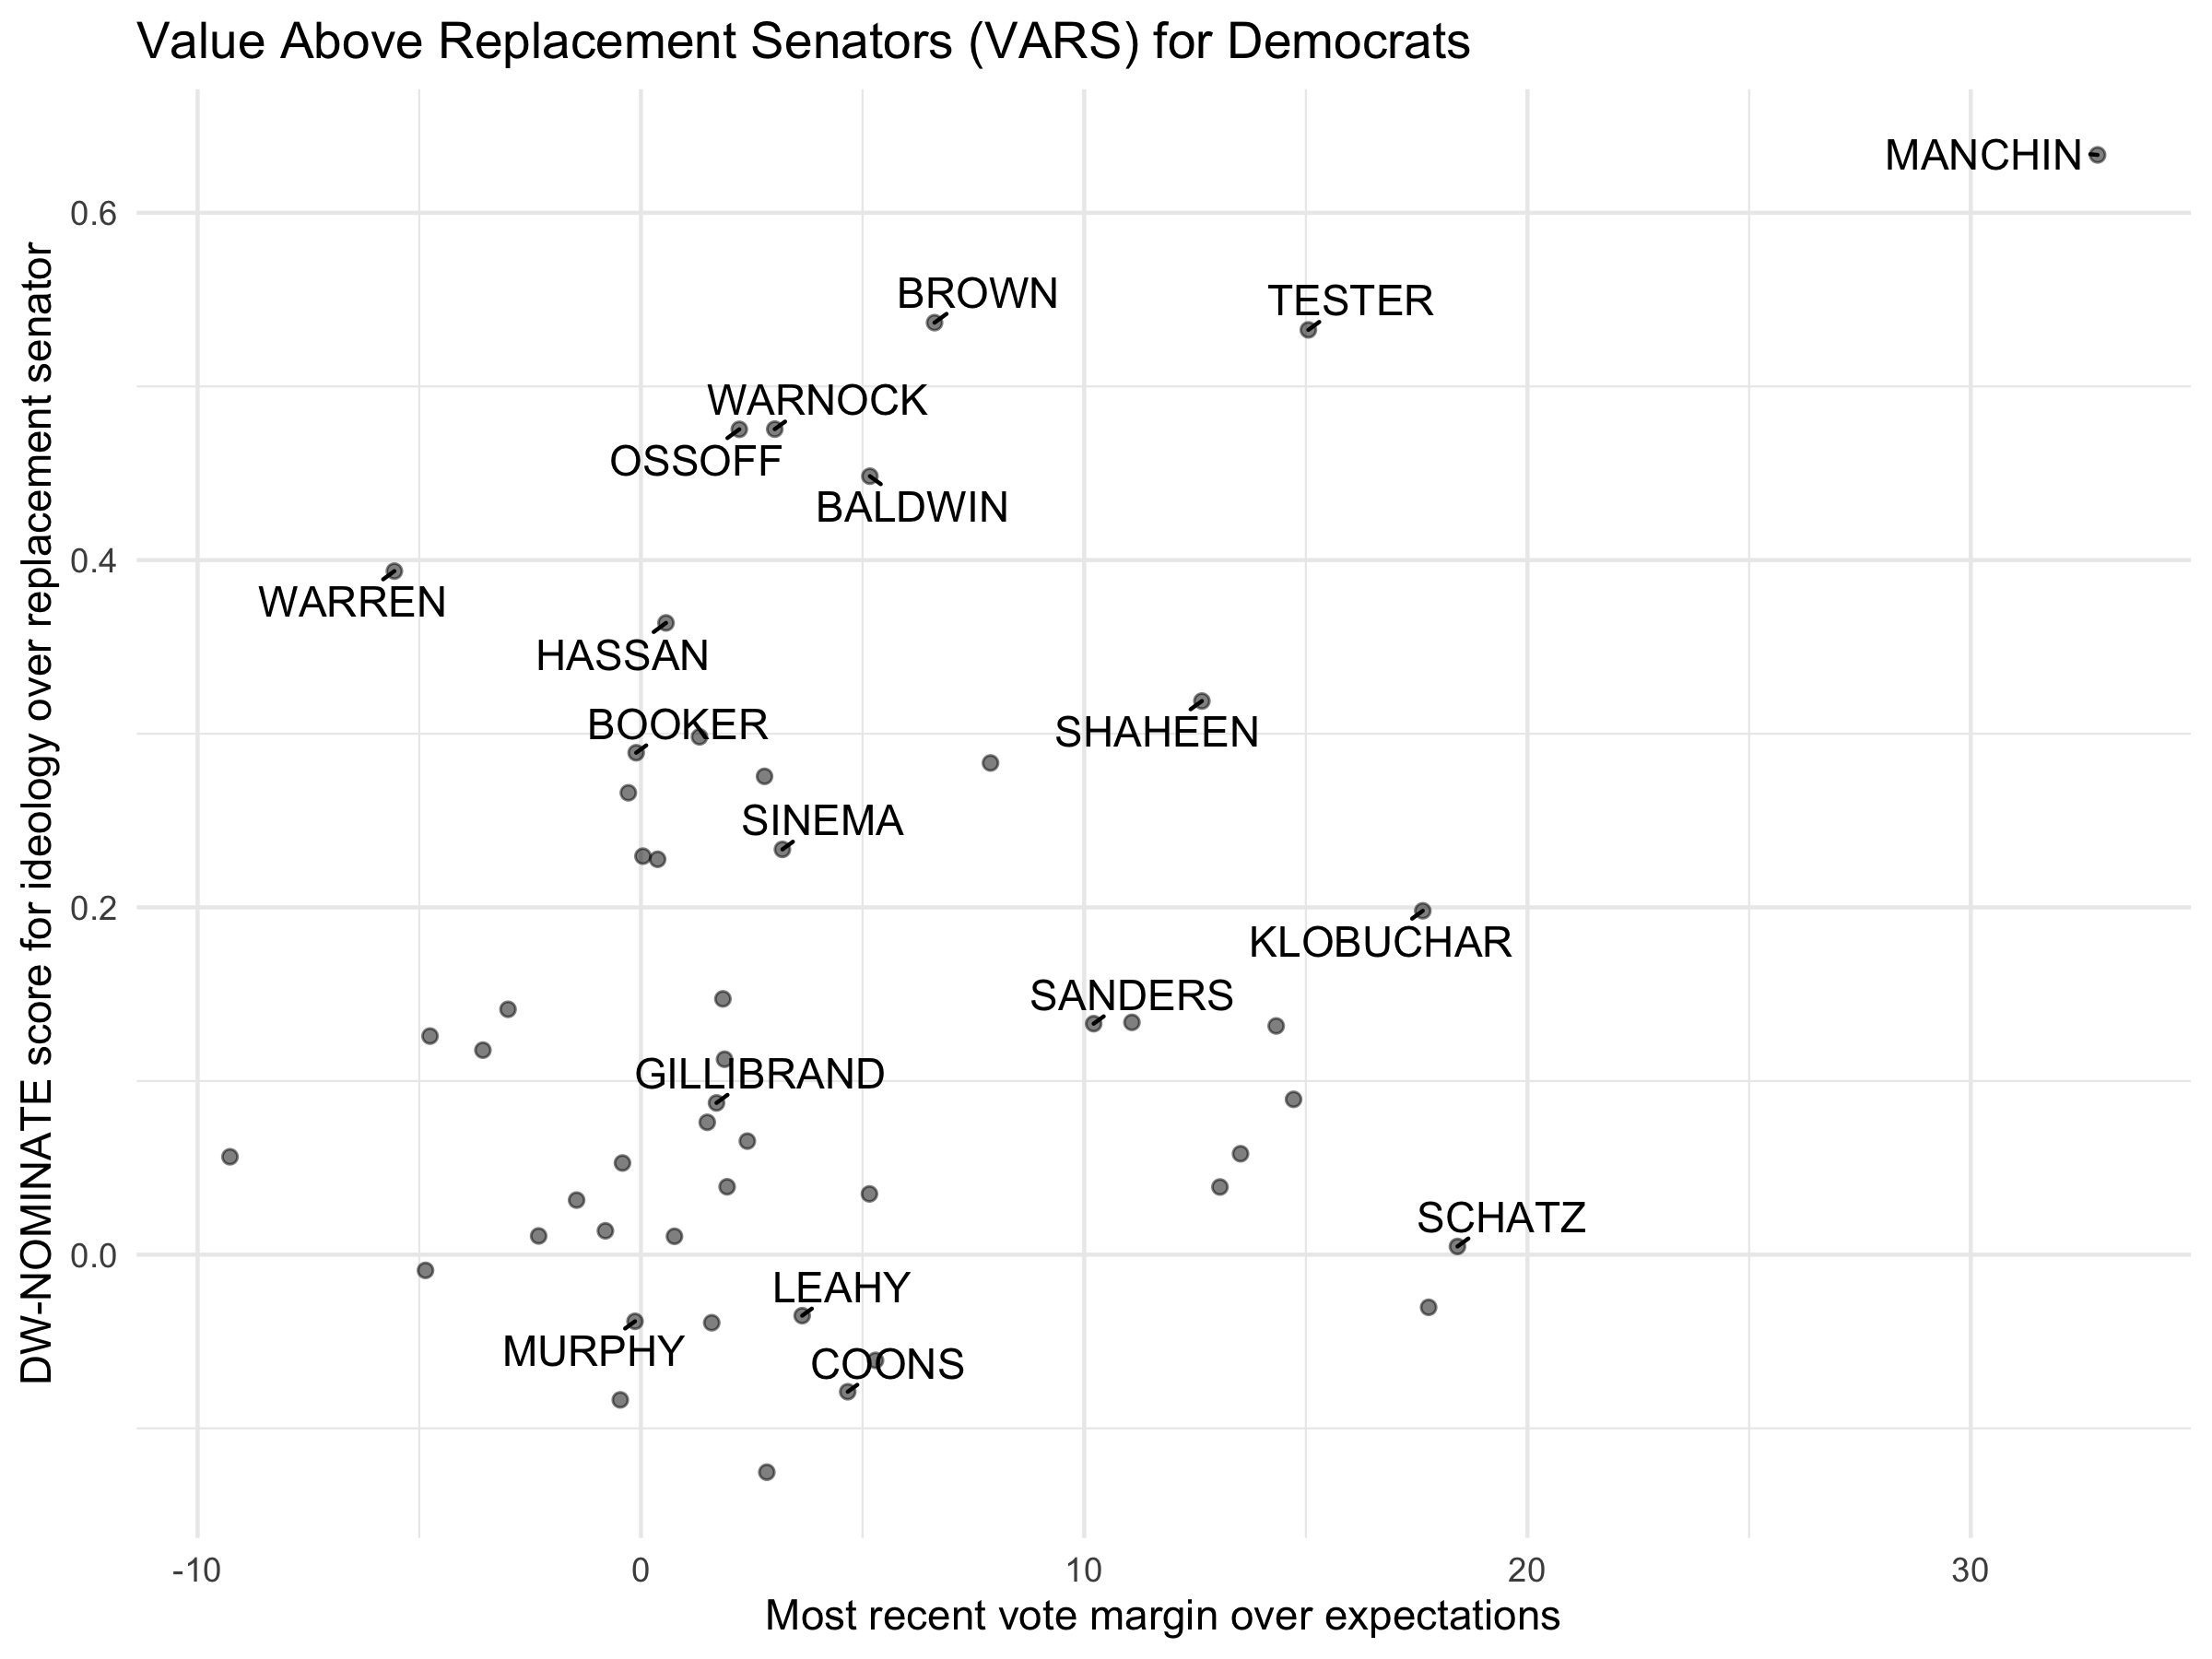 Value Above Replacement Senators (VARS) for Democrats
DW-NOMINATE score for ideology over replacement senator
0.6
0.4
0.2
0.0
MANCHIN
BROWN
TESTER
WARNOCK
OSSOFF
BALDWIN
WARREN
HASSAN
BOOKER
SHAHEEN
SINEMA
KLOBUCHAR
SANDERS
GILLIBRAND
SCHATZ
LEAHY
MURPHY
COONS
-10
0
10
20
30
Most recent vote margin over expectations